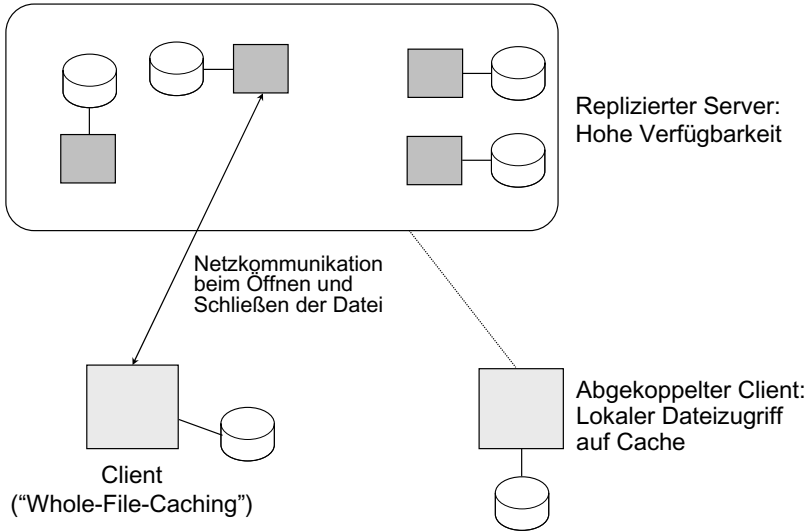 Replizierter Server:
Hohe Verfügbarkeit
Netzkommunikation
beim Öffnen und
Schließen der Datei
Abgekoppelter Client:
Lokaler Dateizugriff
auf Cache
Client
(“Whole-File-Caching”)